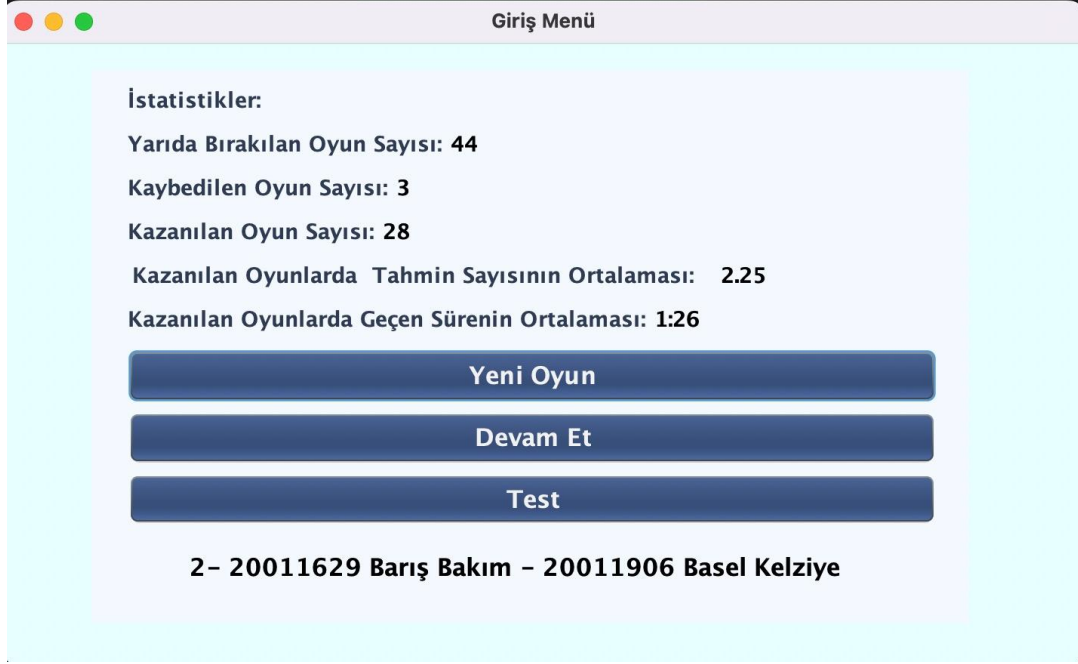 Giriş Menü
İstatistikler:
Yarıda Bırakılan Oyun Sayısı: 44
Kaybedilen Oyun Sayısı: 3
Kazanılan Oyun Sayısı: 28
Kazanılan Oyunlarda Tahmin Sayısının Ortalaması: 2.25
Kazanılan Oyunlarda Geçen Sürenin Ortalaması: 1:26
Yeni Oyun
Devam Et
Test
2- 20011629 Barış Bakım - 20011906 Basel Kelziye